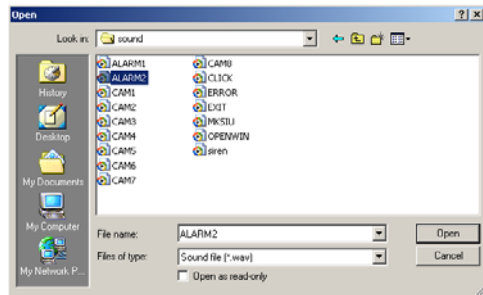 Open
Look in: sound
History
Desktop
My Documents
My Computer
My Network P...
ALARM1
ALARM2
CAM1
CAM2
CAM3
CAM4
CAM5
CAM6
CAM7
CAM8
CLICK
ERROR
EXIT
MKSIU
OPENWIN
siren
File name: ALARM2 Open
Files of type: Sound file (*.wav) Cancel
Open as read-only